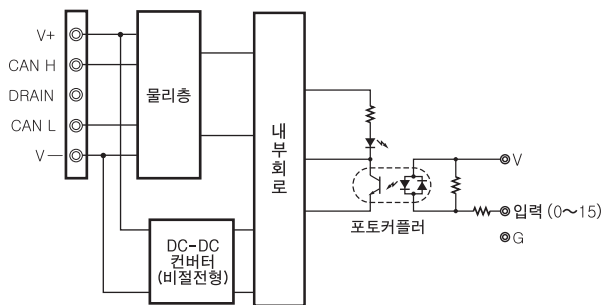 V+
CAN H
DRAIN
CAN L
V—
물리층
내부회로
DC-DC
컨버터
(비절전형)
포토커플러
V
입력 (0～15)
G